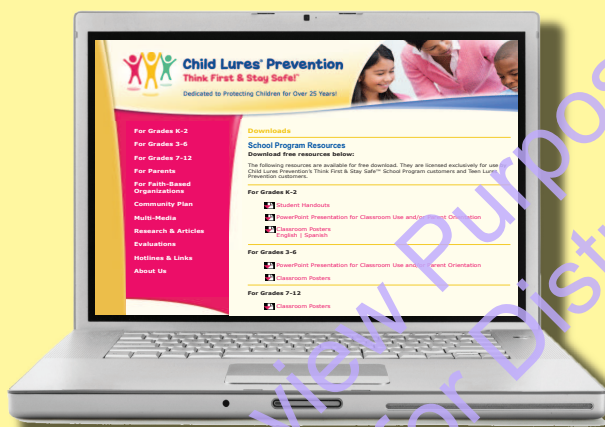 Child Lures® Prevention
Think First & Stay Safe!™
Dedicated to Protecting Children for Over 25 Years!
For Grades K-2
For Grades 3-6
For Grades 7-12
For Parents
For Faith-Based
Organizations
Community Plan
Multi-Media
Research & Articles
Evaluations
Hotlines & Links
About Us
Downloads
School Program Resources
Download free resources below:
The following resources are available for free download. They are licensed exclusively for use
Child Lures Prevention's Think First & Stay Safe™ School Program customers and Teen Lures
Prevention customers.
For Grades K-2
Student Handouts
PowerPoint Presentation for Classroom Use and/or Parent Orientation
Classroom Posters
English | Spanish
For Grades 3-6
PowerPoint Presentation for Classroom Use and/or Parent Orientation
Classroom Posters
For Grades 7-12
Classroom Posters
view Purpos
or Dist